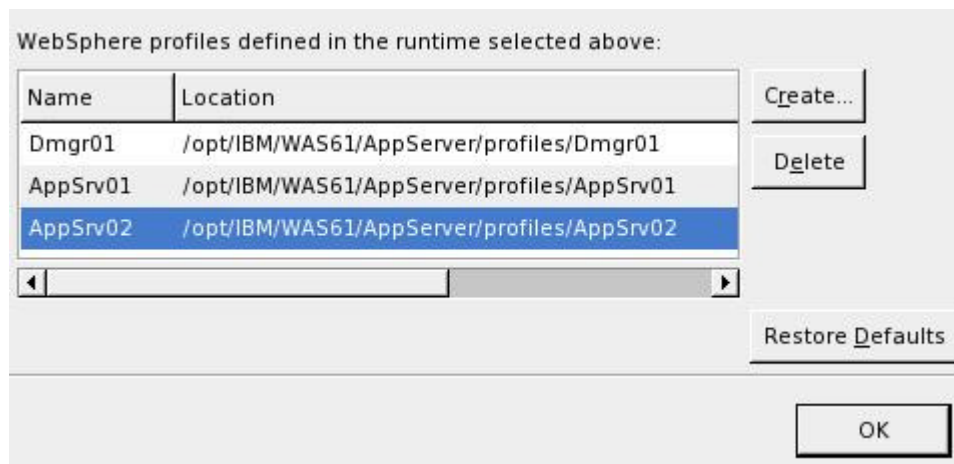 WebSphere profiles defined in the runtime selected above:
Name Location
Dmgr01 /opt/IBM/WAS61/AppServer/profiles/Dmgr01
AppSrv01 /opt/IBM/WAS61/AppServer/profiles/AppSrv01
AppSrv02 /opt/IBM/WAS61/AppServer/profiles/AppSrv02
Create...
Delete
Restore Defaults
OK